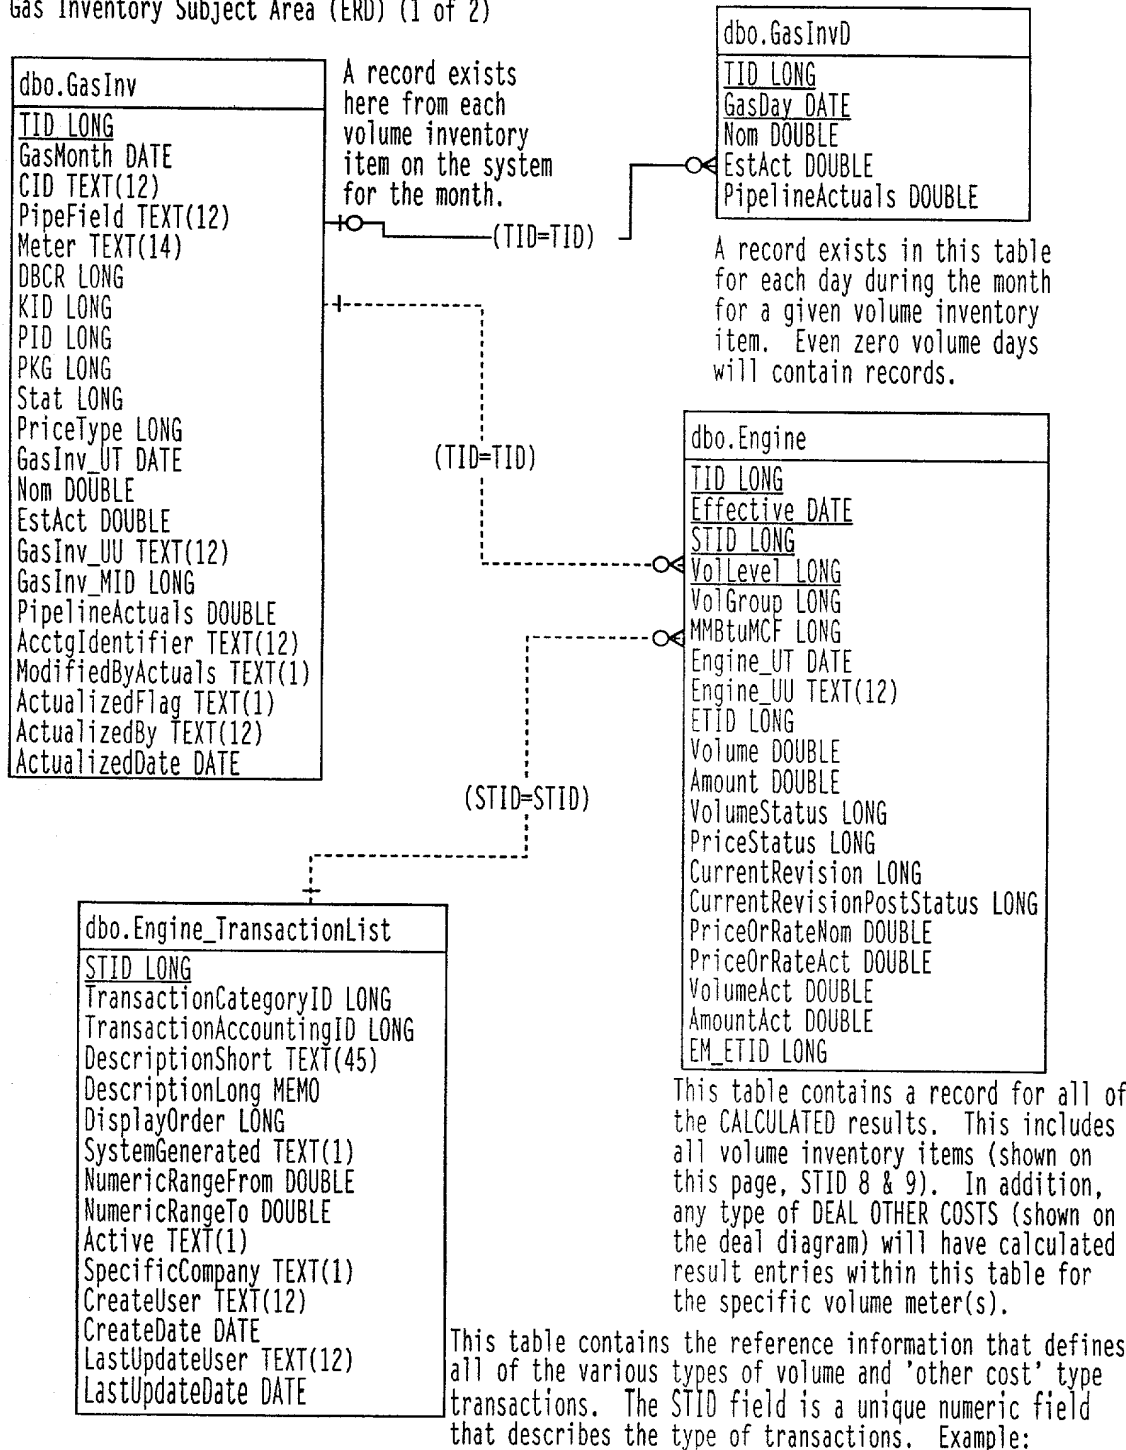 Gas Inventory Subject Area (ERD) (1 of 2)
dbo.GasInv
TID LONG
GasMonth DATE
CID TEXT(12)
PipeField TEXT(12)
Meter TEXT(14)
DBCR LONG
KID LONG
PID LONG
PKG LONG
Stat LONG
PriceType LONG
GasInv_UT DATE
Nom DOUBLE
EstAct DOUBLE
GasInv_UU TEXT(12)
GasInv_MID LONG
PipelineActuals DOUBLE
AcctgIdentifier TEXT(12)
ModifiedByActuals TEXT(1)
ActualizedFlag TEXT(1)
ActualizedBy TEXT(12)
ActualizedDate DATE
A record exists
here from each
volume inventory
item on the system
for the month.
(TID=TID)
dbo.GasInvD
TID LONG
GasDay DATE
Nom DOUBLE
EstAct DOUBLE
PipelineActuals DOUBLE
A record exists in this table
for each day during the month
for a given volume inventory
item. Even zero volume days
will contain records.
(TID=TID)
dbo.Engine
TID LONG
Effective DATE
STID LONG
VolLevel LONG
VolGroup LONG
MMBtuMCF LONG
Engine_UT DATE
Engine_UU TEXT(12)
ETID LONG
Volume DOUBLE
Amount DOUBLE
VolumeStatus LONG
PriceStatus LONG
CurrentRevision LONG
CurrentRevisionPostStatus LONG
PriceOrRateNom DOUBLE
PriceOrRateAct DOUBLE
VolumeAct DOUBLE
AmountAct DOUBLE
EM_ETID LONG
(STID=STID)
dbo.Engine_TransactionList
STID LONG
TransactionCategoryID LONG
TransactionAccountingID LONG
DescriptionShort TEXT(45)
DescriptionLong MEMO
DisplayOrder LONG
SystemGenerated TEXT(1)
NumericRangeFrom DOUBLE
NumericRangeTo DOUBLE
Active TEXT(1)
SpecificCompany TEXT(1)
CreateUser TEXT(12)
CreateDate DATE
LastUpdateUser TEXT(12)
LastUpdateDate DATE
This table contains a record for all of
the CALCULATED results. This includes
all volume inventory items (shown on
this page, STID 8 & 9). In addition,
any type of DEAL OTHER COSTS (shown on
the deal diagram) will have calculated
result entries within this table for
the specific volume meter(s).
This table contains the reference information that defines
all of the various types of volume and 'other cost' type
transactions. The STID field is a unique numeric field
that describes the type of transactions. Example: